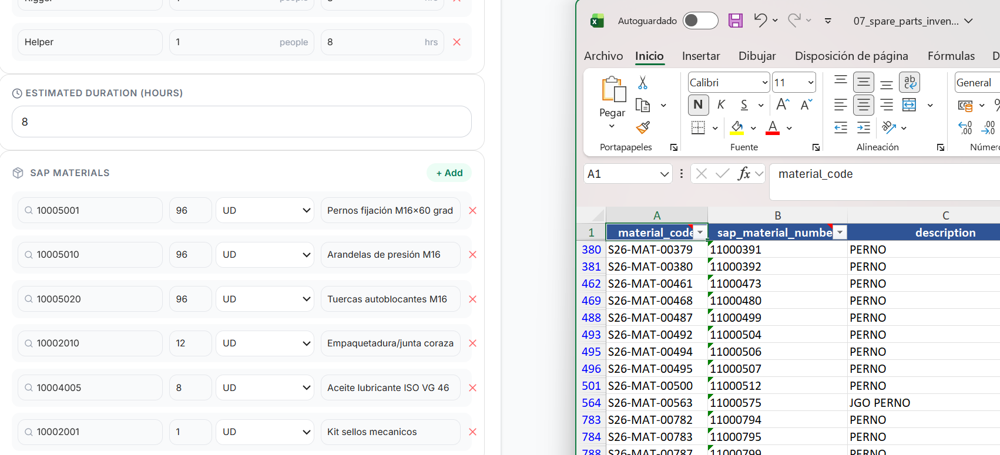 people
hrs
Helper
1
people
8
hrs
ESTIMATED DURATION (HOURS)
8
SAP MATERIALS
+ Add
10005001
96
UD
Pernos fijación M16×60 grad
10005010
96
UD
Arandelas de presión M16
10005020
96
UD
Tuercas autoblocantes M16
10002010
12
UD
Empaquetadura/junta coraza
10004005
8
UD
Aceite lubricante ISO VG 46
10002001
1
UD
Kit sellos mecanicos
Autoguardado
07_spare_parts_inven...
Archivo Inicio Insertar Dibujar Disposición de página Fórmulas D
Pegar
Portapapeles
Calibri
11
N K S A A
A
Fuente
ab
c
Alineación
General
%
,00
,00
Número
A1
fx
material_code
A B C
1 material_code sap_material_numbe description
380 S26-MAT-00379 11000391 PERNO
381 S26-MAT-00380 11000392 PERNO
462 S26-MAT-00461 11000473 PERNO
469 S26-MAT-00468 11000480 PERNO
488 S26-MAT-00487 11000499 PERNO
493 S26-MAT-00492 11000504 PERNO
495 S26-MAT-00494 11000506 PERNO
496 S26-MAT-00495 11000507 PERNO
501 S26-MAT-00500 11000512 PERNO
564 S26-MAT-00563 11000575 JGO PERNO
783 S26-MAT-00782 11000794 PERNO
784 S26-MAT-00783 11000795 PERNO
788 S26-MAT-00787 11000799 PERNO